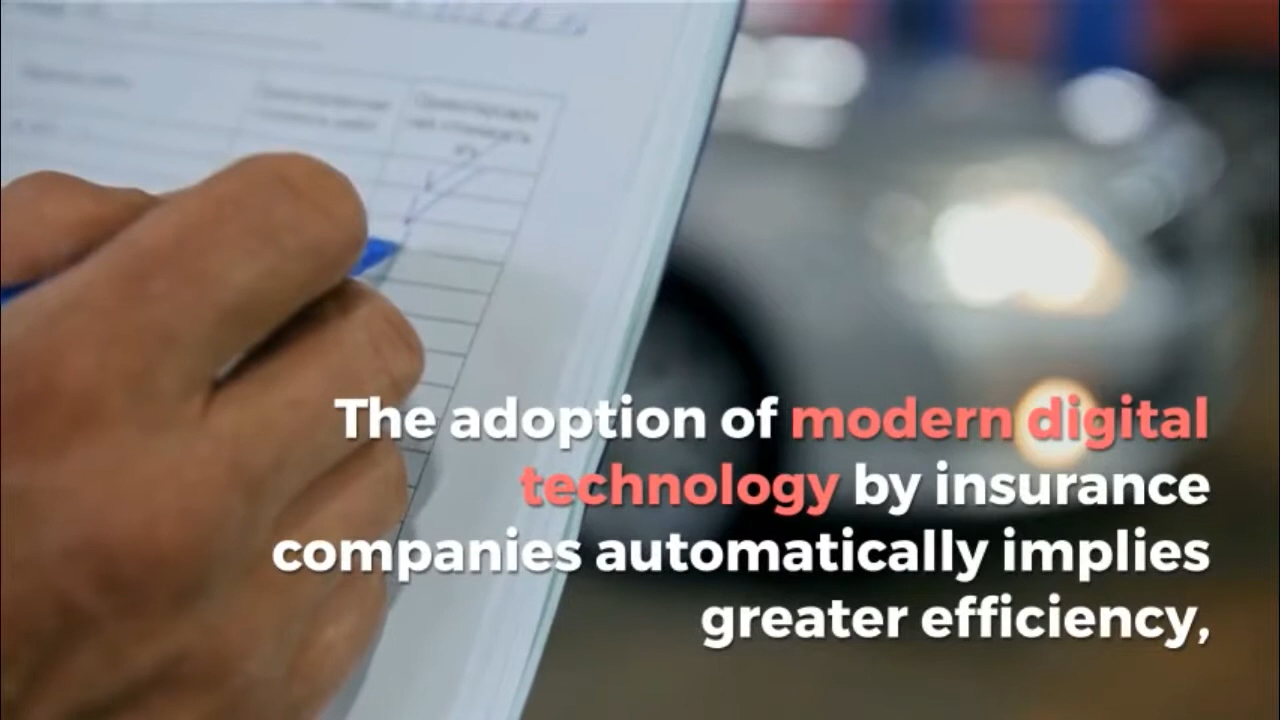 The adoption of modern digital
technology by insurance
companies automatically implies
greater efficiency,